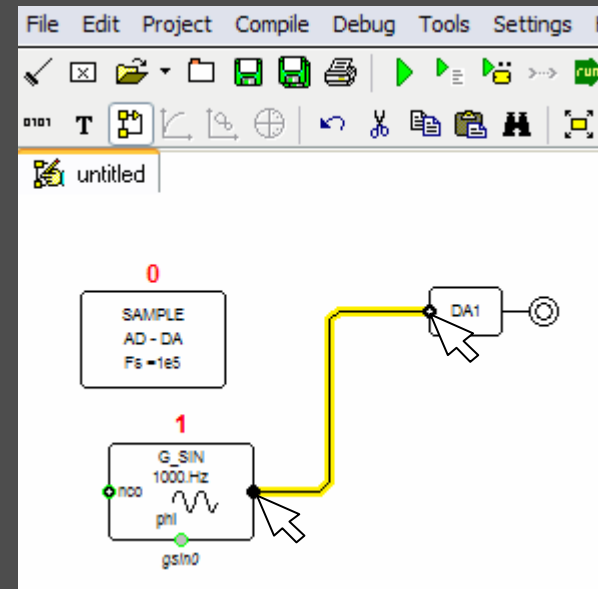 File Edit Project Compile Debug Tools Settings
run
0101 T
untitled
0
SAMPLE
AD - DA
Fs =1e5
DA1
1
G_SIN
1000.Hz
nco
phi
gsin0